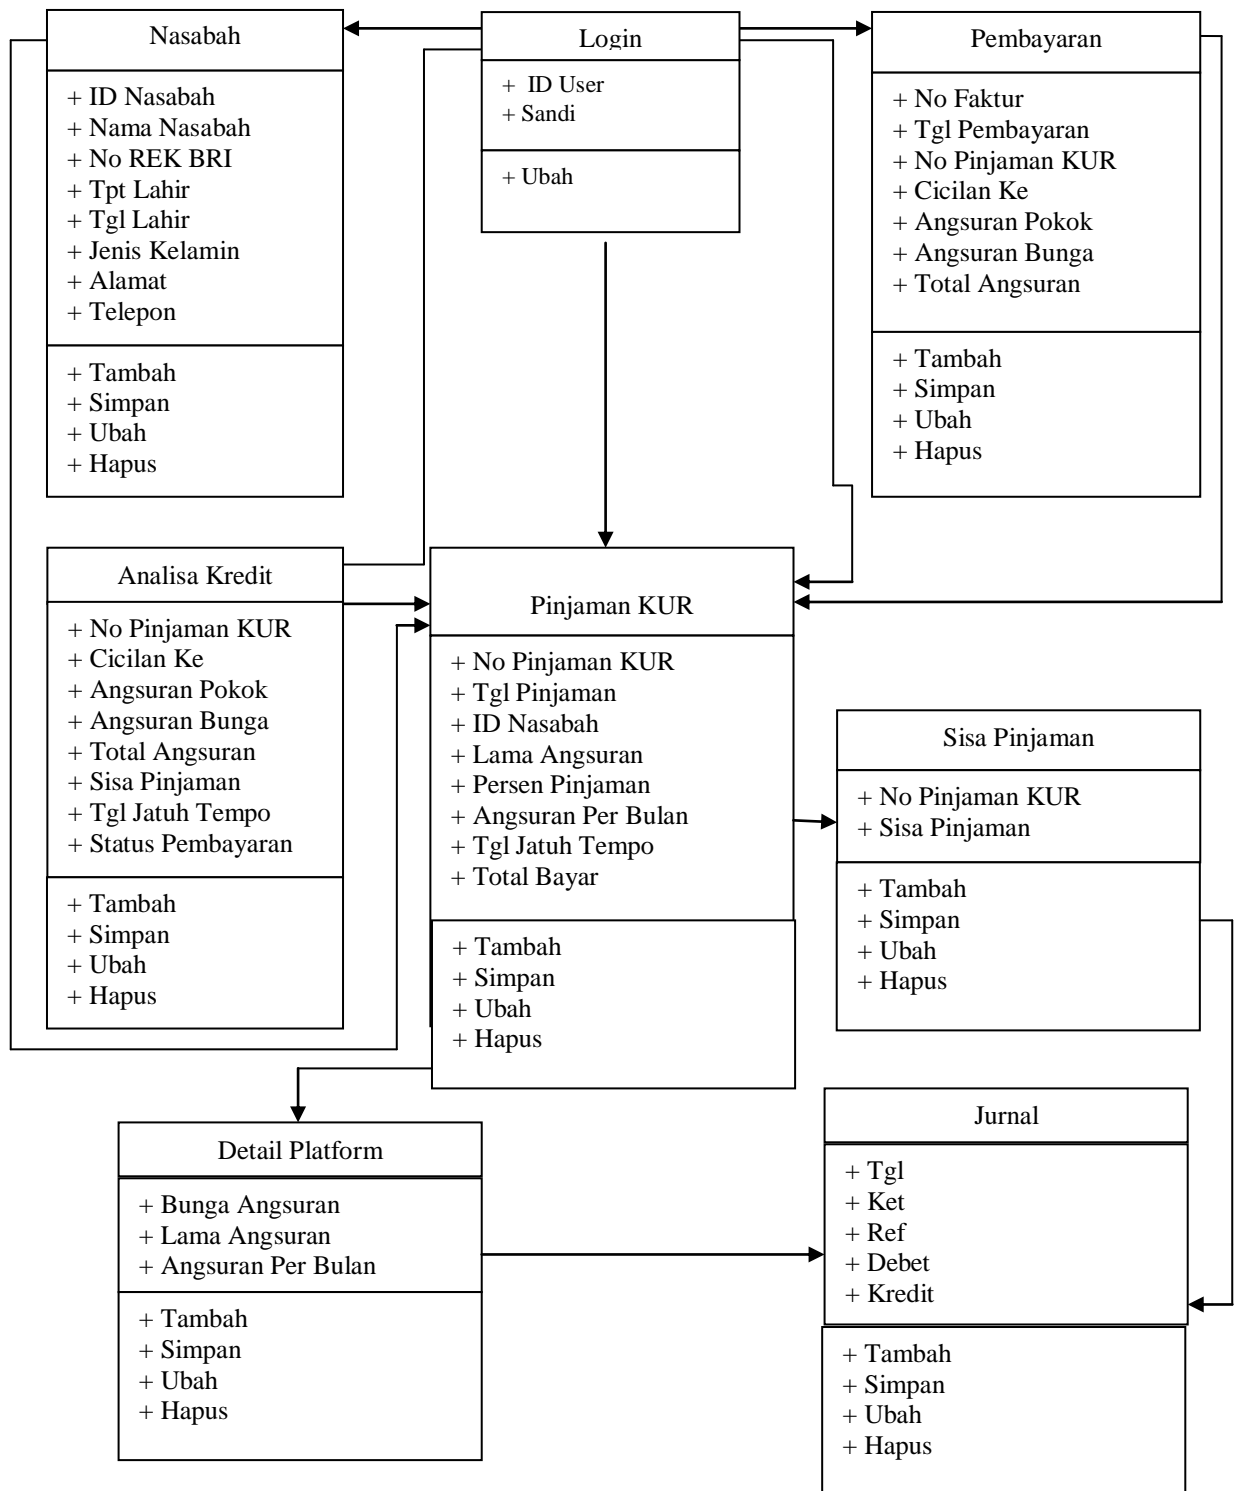 Nasabah
+ ID Nasabah
+ Nama Nasabah
+ No REK BRI
+ Tpt Lahir
+ Tgl Lahir
+ Jenis Kelamin
+ Alamat
+ Telepon
+ Tambah
+ Simpan
+ Ubah
+ Hapus
Login
+ ID User
+ Sandi
+ Ubah
Pembayaran
+ No Faktur
+ Tgl Pembayaran
+ No Pinjaman KUR
+ Cicilan Ke
+ Angsuran Pokok
+ Angsuran Bunga
+ Total Angsuran
+ Tambah
+ Simpan
+ Ubah
+ Hapus
Analisa Kredit
+ No Pinjaman KUR
+ Cicilan Ke
+ Angsuran Pokok
+ Angsuran Bunga
+ Total Angsuran
+ Sisa Pinjaman
+ Tgl Jatuh Tempo
+ Status Pembayaran
+ Tambah
+ Simpan
+ Ubah
+ Hapus
Pinjaman KUR
+ No Pinjaman KUR
+ Tgl Pinjaman
+ ID Nasabah
+ Lama Angsuran
+ Persen Pinjaman
+ Angsuran Per Bulan
+ Tgl Jatuh Tempo
+ Total Bayar
+ Tambah
+ Simpan
+ Ubah
+ Hapus
Sisa Pinjaman
+ No Pinjaman KUR
+ Sisa Pinjaman
+ Tambah
+ Simpan
+ Ubah
+ Hapus
Detail Platform
+ Bunga Angsuran
+ Lama Angsuran
+ Angsuran Per Bulan
+ Tambah
+ Simpan
+ Ubah
+ Hapus
Jurnal
+ Tgl
+ Ket
+ Ref
+ Debet
+ Kredit
+ Tambah
+ Simpan
+ Ubah
+ Hapus